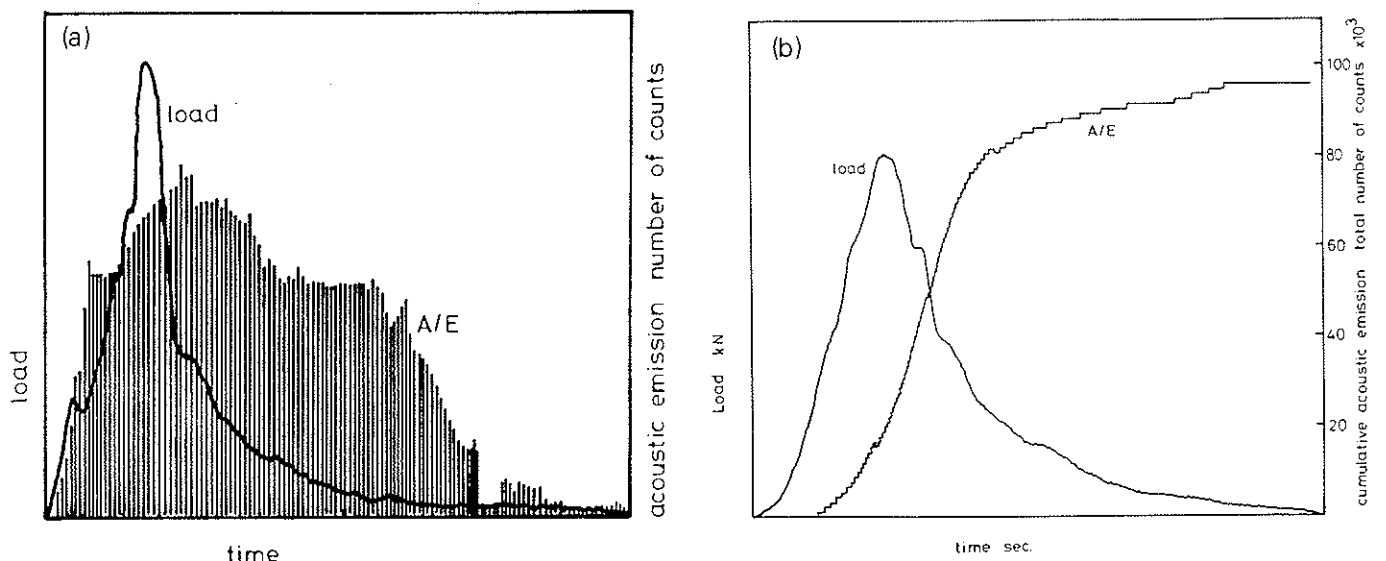 (a)
load
A/E
load
time
acoustic emission number of counts
(b)
load
A/E
Load kN
time sec.
100
80
60
40
20
cumulative acoustic emission total number of counts x10³